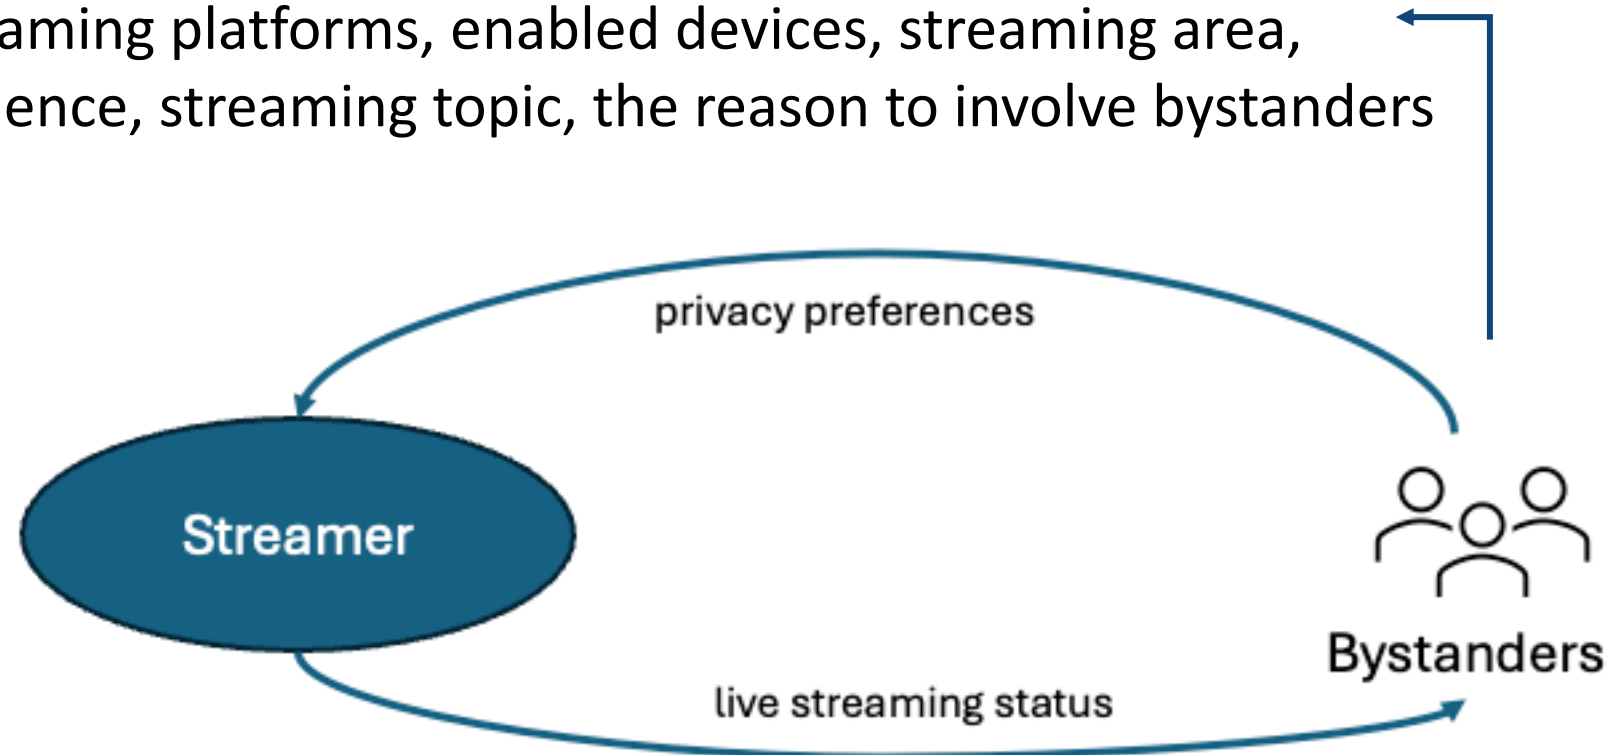 aming platforms, enabled devices, streaming area,
ence, streaming topic, the reason to involve bystanders
privacy preferences
Streamer
Bystanders
live streaming status